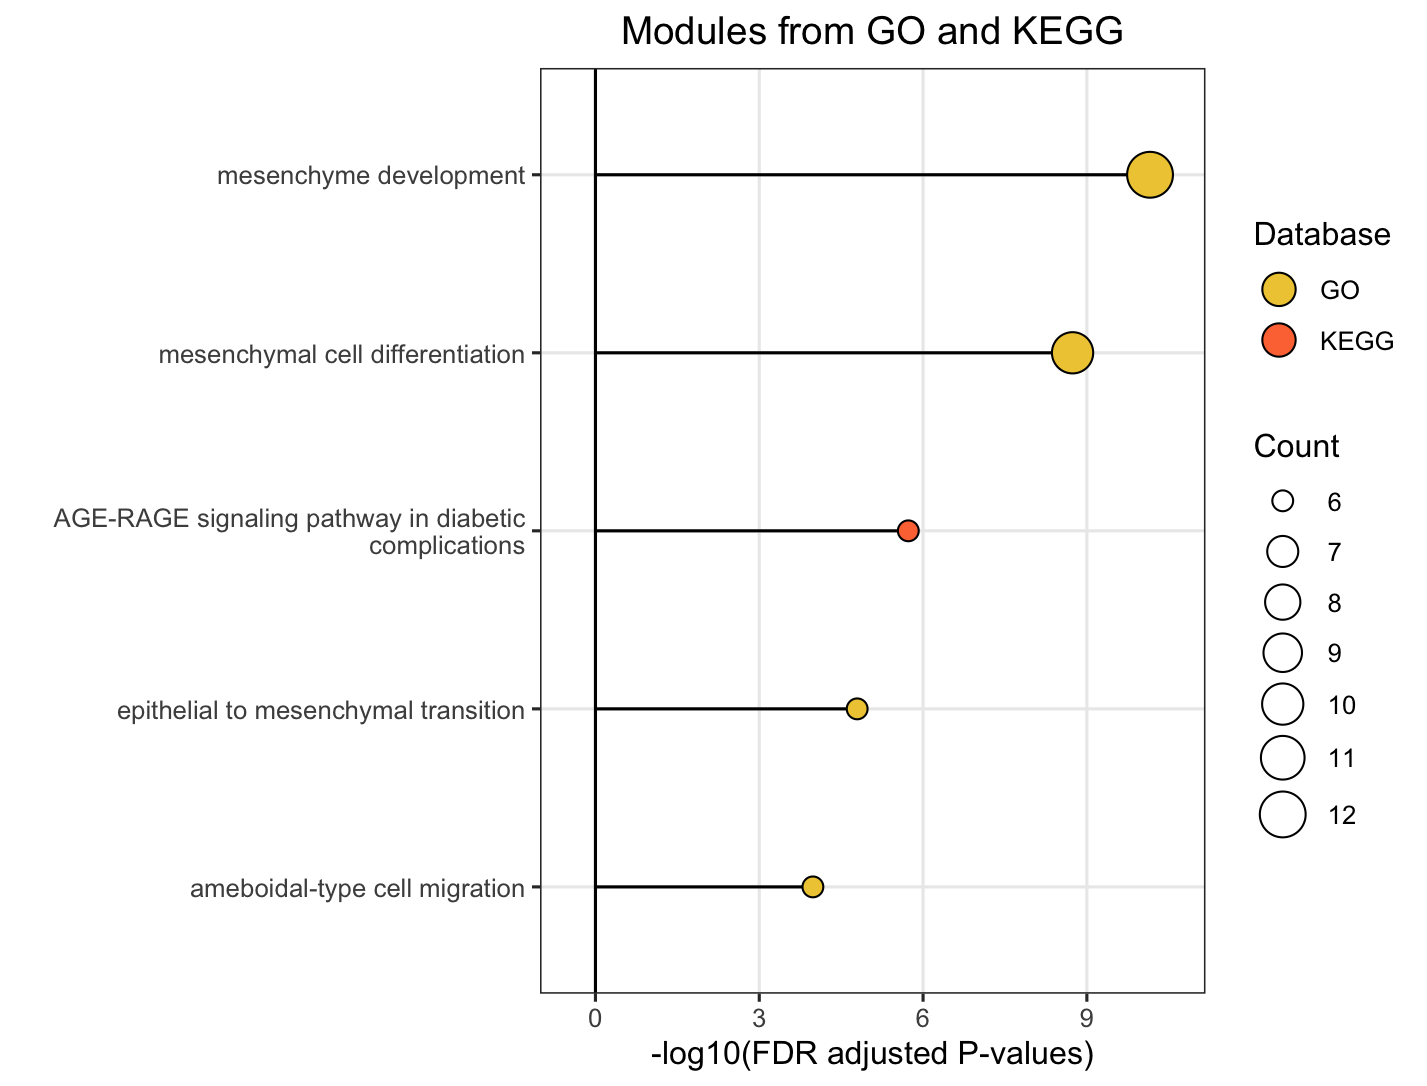 Modules from GO and KEGG
mesenchyme development
mesenchymal cell differentiation
AGE-RAGE signaling pathway in diabetic
complications
epithelial to mesenchymal transition
ameboidal-type cell migration
0 3 6 9
-log10(FDR adjusted P-values)
Database
GO
KEGG
Count
6
7
8
9
10
11
12